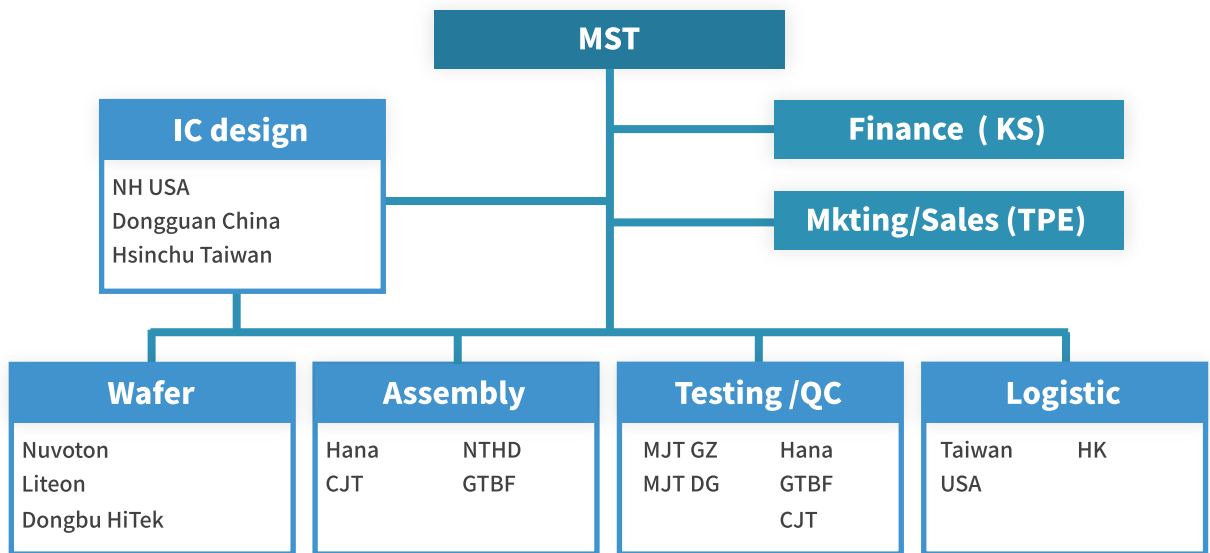 MST
IC design
NH USA
Dongguan China
Hsinchu Taiwan
Finance ( KS)
Mkting/Sales (TPE)
Wafer
Nuvoton
Liteon
Dongbu HiTek
Assembly
Hana NTHD
CJT GTBF
Testing /QC
MJT GZ Hana
MJT DG GTBF
CJT
Logistic
Taiwan HK
USA